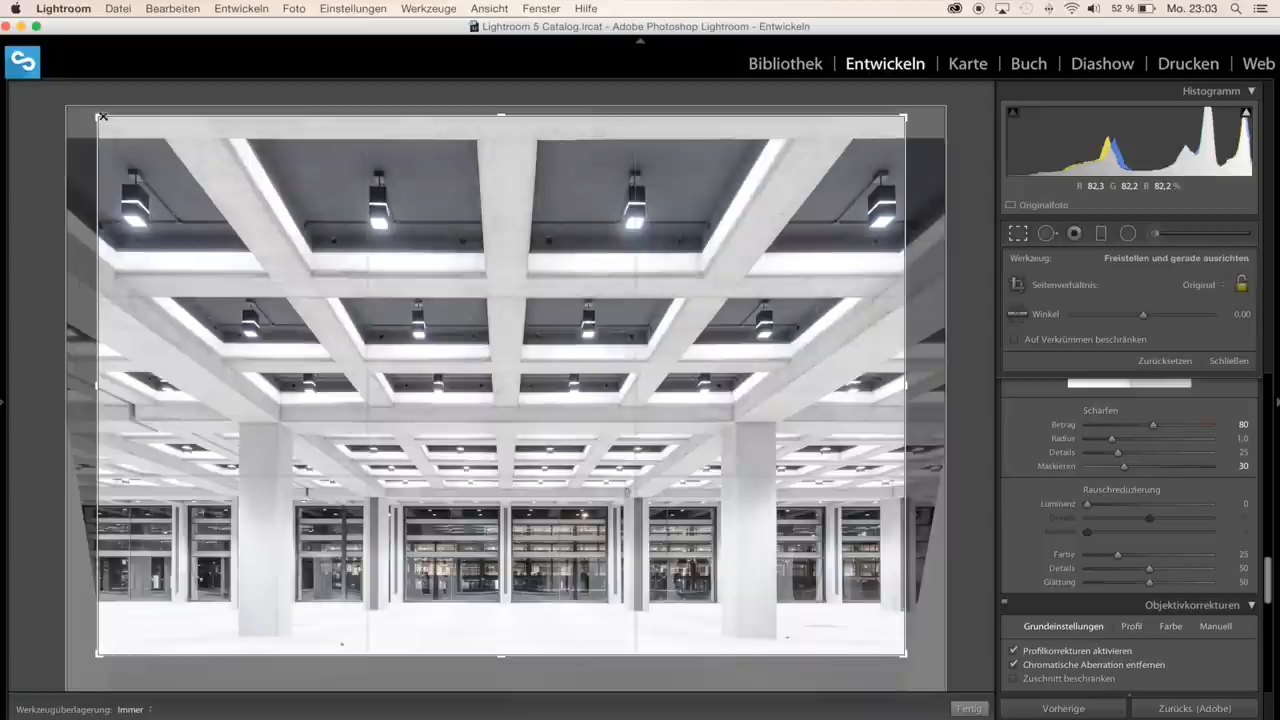 Lightroom Datei Bearbeiten Entwickeln Foto Einstellungen Werkzeuge Ansicht Fenster Hilfe 52 % Mo. 23:03
Lightroom 5 Catalog.lrcat - Adobe Photoshop Lightroom - Entwickeln
Bibliothek | Entwickeln | Karte | Buch | Diashow | Drucken | Web
Histogramm
R 82,3 G 82,2 B 82,2 %
Originalfoto
Werkzeug: Freistellen und gerade ausrichten
Seitenverhältnis: Original
Winkel 0,00
Auf Verkrümmen beschränken
Zurücksetzen Schließen
Schärfen
Betrag 80
Radius 1,0
Details 25
Maskieren 30
Rauschreduzierung
Luminanz 0
Details
Farbe 25
Details 50
Glättung 50
Objektivkorrekturen
Grundeinstellungen Profil Farbe Manuell
Profilkorrekturen aktivieren
Chromatische Aberration entfernen
Zuschnitt beschränken
Werkzeugüberlagerung: Immer
Fertig
Vorherige Zurücks. (Adobe)